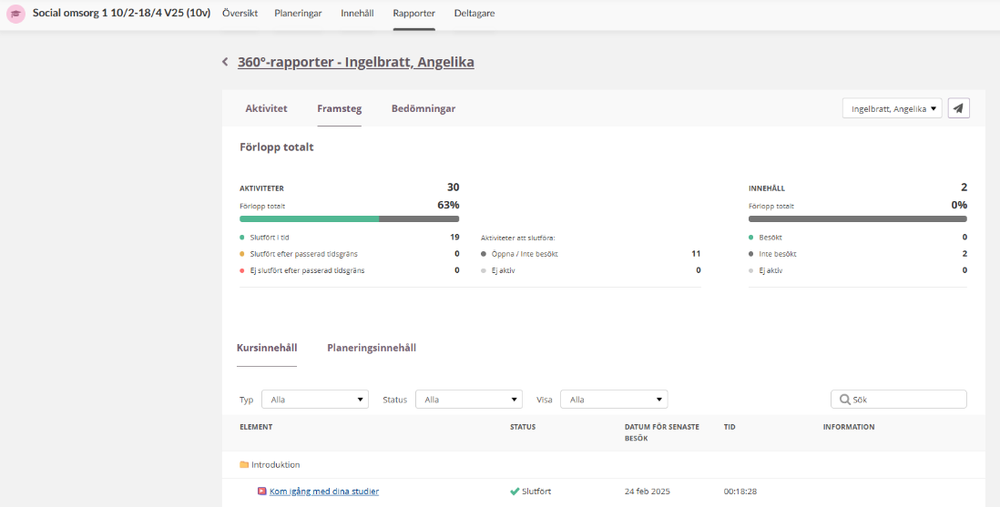 Social omsorg 1 10/2-18/4 V25 (10v) Översikt Planeringar Innehåll Rapporter Deltagare
360°-rapporter - Ingelbratt, Angelika
Aktivitet Framsteg Bedömningar Ingelbratt, Angelika
Förlopp totalt
AKTIVITETER 30 INNEHÅLL 2
Förlopp totalt 63% Förlopp totalt 0%
Slutfört i tid 19 Aktiviteter att slutföra: Besökt 0
Slutfört efter passerad tidsgräns 0 Öppna / Inte besökt 11 Inte besökt 2
Ej slutfört efter passerad tidsgräns 0 Ej aktiv 0 Ej aktiv 0
Kursinnehåll Planeringsinnehåll
Typ Alla Status Alla Visa Alla Sök
ELEMENT STATUS DATUM FÖR SENASTE TID INFORMATION
BESÖK
Introduktion
Kom igång med dina studier Slutfört 24 feb 2025 00:18:28